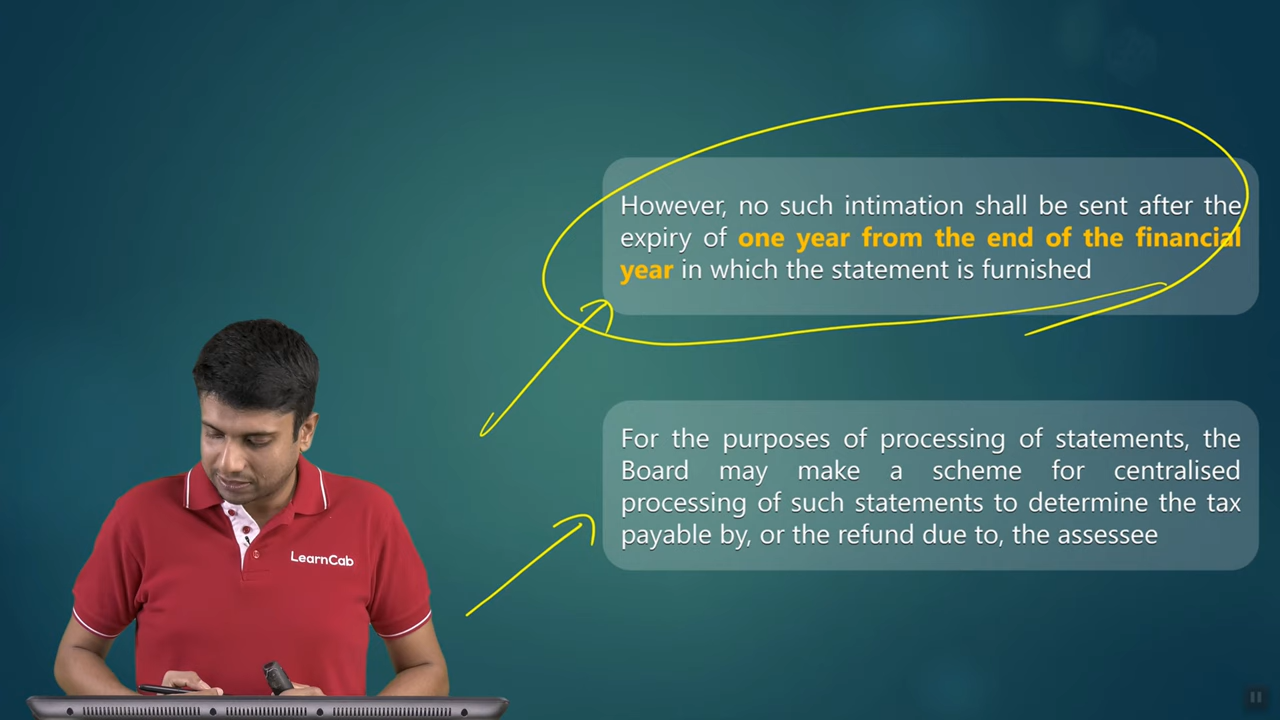 However, no such intimation shall be sent after the
expiry of one year from the end of the financial
year in which the statement is furnished
For the purposes of processing of statements, the
Board may make a scheme for centralised
processing of such statements to determine the tax
payable by, or the refund due to, the assessee
LearnCab